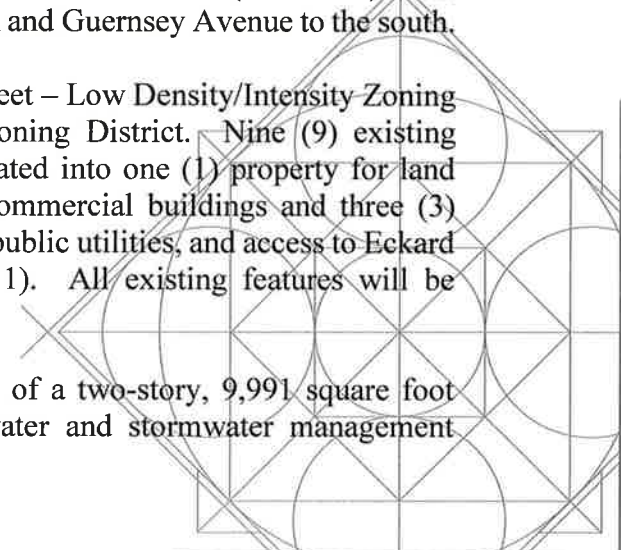 and Guernsey Avenue to the south.
eet – Low Density/Intensity Zoning
oning District. Nine (9) existing
ated into one (1) property for land
ommercial buildings and three (3)
public utilities, and access to Eckard
1). All existing features will be
of a two-story, 9,991 square foot
ater and stormwater management